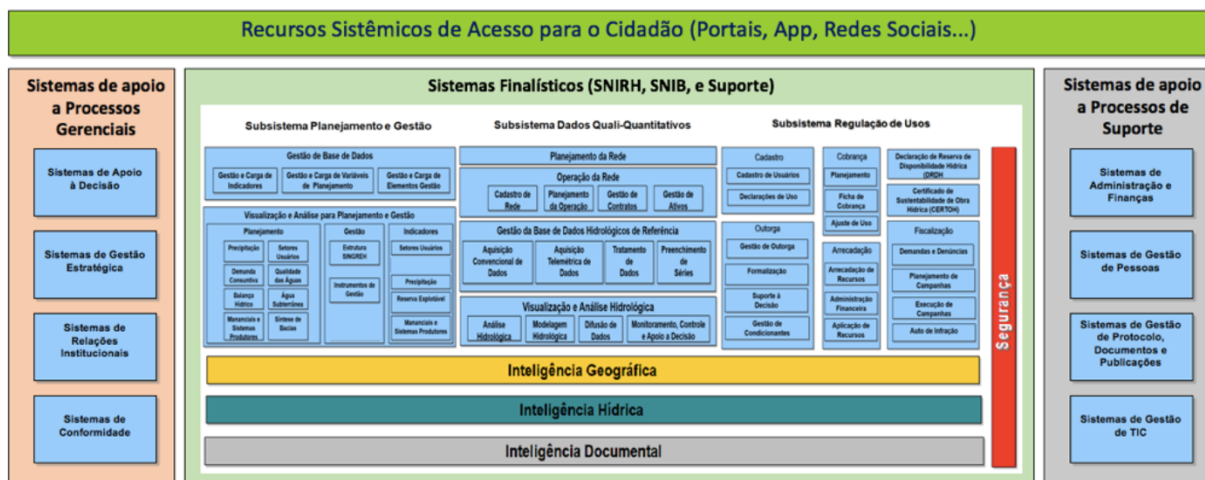 Recursos Sistêmicos de Acesso para o Cidadão (Portais, App, Redes Sociais...)
Sistemas de apoio
a Processos
Gerenciais
Sistemas de Apoio
à Decisão
Sistemas de Gestão
Estratégica
Sistemas de
Relações
Institucionais
Sistemas de
Conformidade
Sistemas Finalísticos (SNIRH, SNIB, e Suporte)
Subsistema Planejamento e Gestão
Gestão de Base de Dados
Gestão e Carga de
Indicadores
Gestão e Carga de Variáveis
de Planejamento
Gestão e Carga de
Elementos Gestão
Visualização e Análise para Planejamento e Gestão
Planejamento
Precipitação
Setores
Usuários
Demanda
Consuntiva
Qualidade
das Águas
Balanço
Hídrico
Água
Subterrânea
Mananciais e
Sistemas
Produtores
Síntese de
Bacias
Gestão
Estrutura
SINGREH
Instrumentos de
Gestão
Indicadores
Setores Usuários
Precipitação
Reserva Explotável
Mananciais e
Sistemas Produtores
Subsistema Dados Quali-Quantitativos
Planejamento da Rede
Operação da Rede
Cadastro de
Rede
Planejamento
da Operação
Gestão de
Contratos
Gestão de
Ativos
Gestão da Base de Dados Hidrológicos de Referência
Aquisição
Convencional de
Dados
Aquisição
Telemétrica de
Dados
Tratamento
de
Dados
Preenchimento
de
Séries
Visualização e Análise Hidrológica
Análise
Hidrológica
Modelagem
Hidrológica
Difusão de
Dados
Monitoramento, Controle
e Apoio a Decisão
Subsistema Regulação de Usos
Cadastro
Cadastro de Usuários
Declarações de Uso
Outorga
Gestão de Outorga
Formalização
Suporte à
Decisão
Gestão de
Condicionantes
Cobrança
Planejamento
Ficha de
Cobrança
Ajuste de Uso
Arrecadação
Arrecadação de
Recursos
Administração
Financeira
Aplicação de
Recursos
Declaração de Reserva de
Disponibilidade Hídrica
(DRDH
Certificado de
Sustentabilidade de Obra
Hídrica (CERTOH)
Fiscalização
Demandas e Denúncias
Planejamento de
Campanhas
Execução de
Campanhas
Auto de Infração
Segurança
Inteligência Geográfica
Inteligência Hídrica
Inteligência Documental
Sistemas de apoio
a Processos de
Suporte
Sistemas de
Administração e
Finanças
Sistemas de Gestão
de Pessoas
Sistemas de Gestão
de Protocolo,
Documentos e
Publicações
Sistemas de Gestão
de TIC